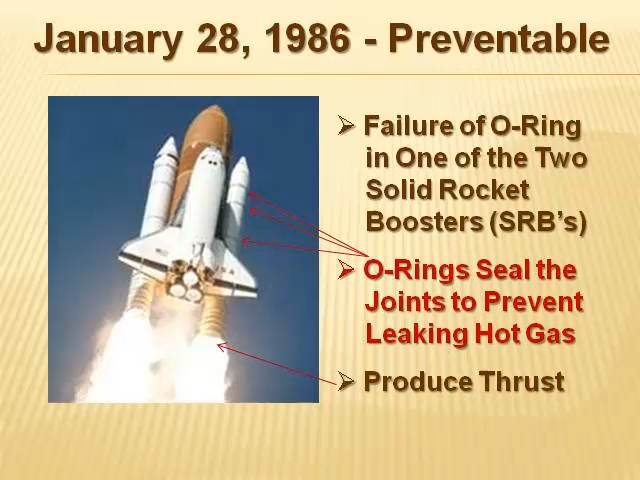 January 28, 1986 - Preventable
➢ Failure of O-Ring
in One of the Two
Solid Rocket
Boosters (SRB’s)
➢ O-Rings Seal the
Joints to Prevent
Leaking Hot Gas
➢ Produce Thrust